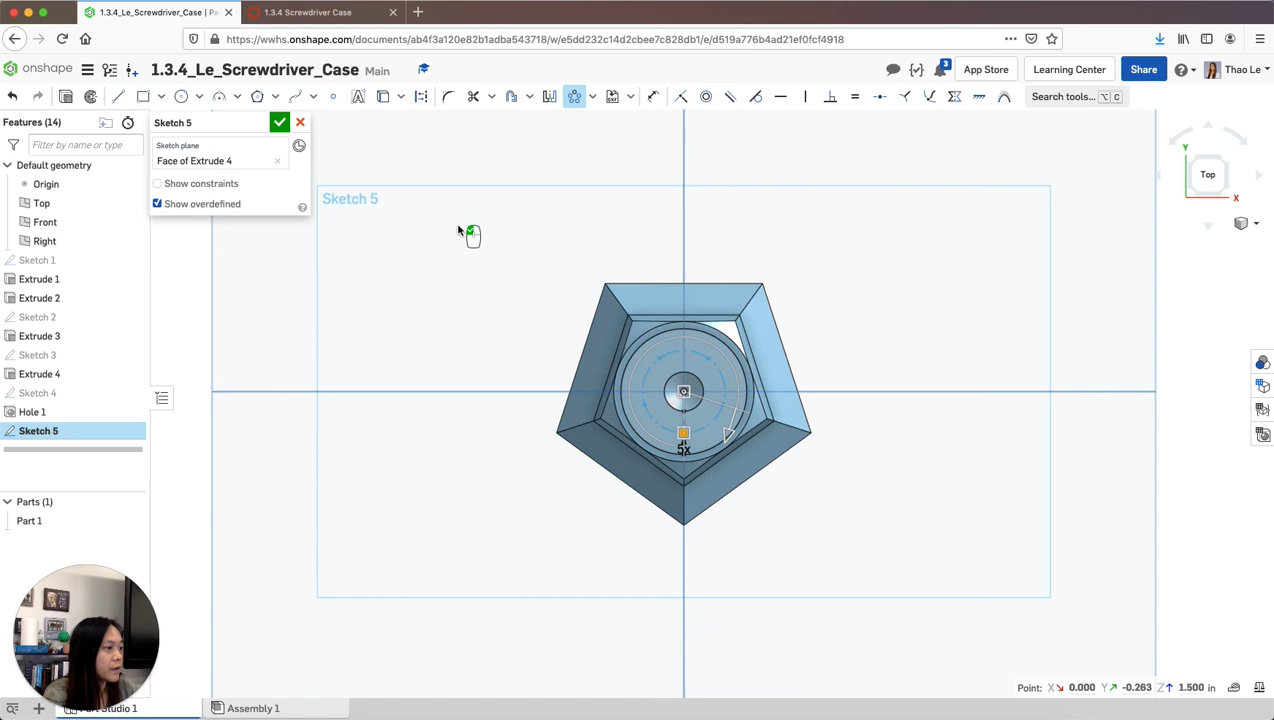 1.3.4_Le_Screwdriver_Case | Pa
1.3.4 Screwdriver Case
https://wwhs.onshape.com/documents/ab4f3a120e82b1adba543718/w/e5dd232c14d2cbee7c828db1/e/d519a776b4ad21ef0fcf4918
onshape
1.3.4_Le_Screwdriver_Case Main
3
App Store
Learning Center
Share
Thao Le
Search tools...
⌥ C
Features (14)
Filter by name or type
Default geometry
Origin
Top
Front
Right
Sketch 1
Extrude 1
Extrude 2
Sketch 2
Extrude 3
Sketch 3
Extrude 4
Sketch 4
Hole 1
Sketch 5
Parts (1)
Part 1
Sketch 5
Sketch plane
Face of Extrude 4
Show constraints
Show overdefined
Sketch 5
5x
Y
Top
X
Point: X 0.000 Y -0.263 Z 1.500 in
Part Studio 1
Assembly 1